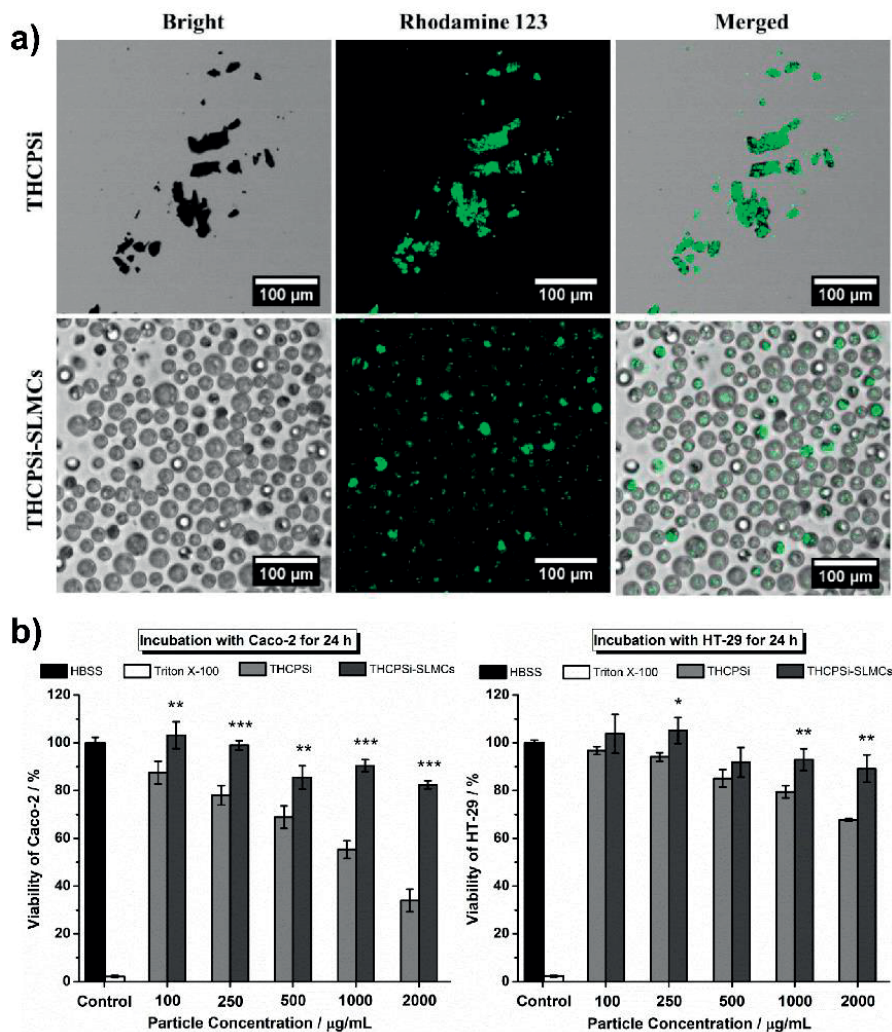 a)
Bright
Rhodamine 123
Merged
THCPSi
100 µm
100 µm
100 µm
THCPSi-SLMCs
100 µm
100 µm
100 µm
b)
Incubation with Caco-2 for 24 h
HBSS
Triton X-100
THCPSi
THCPSi-SLMCs
Viability of Caco-2 / %
120
100
80
60
40
20
0
**
***
**
***
***
Control
100
250
500
1000
2000
Particle Concentration / µg/mL
Incubation with HT-29 for 24 h
HBSS
Triton X-100
THCPSi
THCPSi-SLMCs
Viability of HT-29 / %
120
100
80
60
40
20
0
*
**
**
Control
100
250
500
1000
2000
Particle Concentration / µg/mL